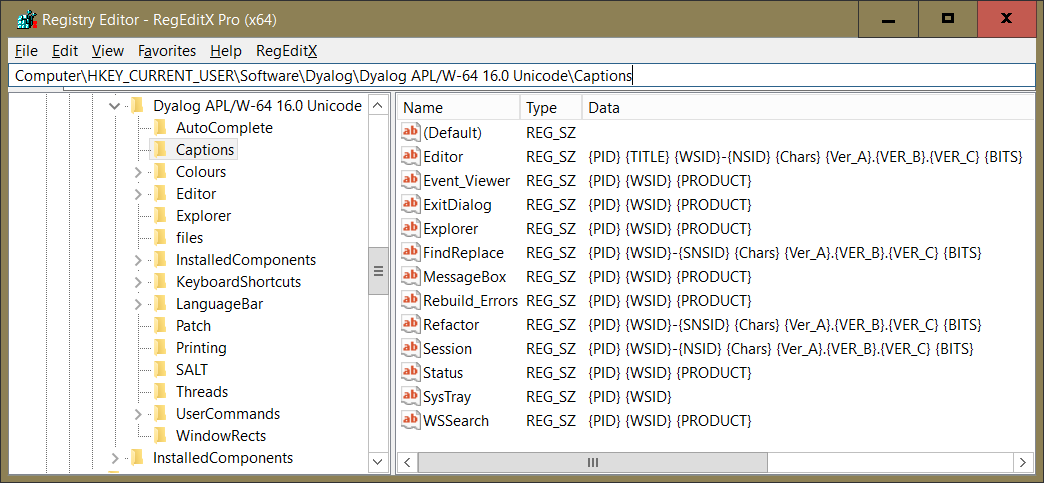 Registry Editor - RegEditX Pro (x64)
File Edit View Favorites Help RegEditX
Computer\HKEY_CURRENT_USER\Software\Dyalog\Dyalog APL/W-64 16.0 Unicode\Captions
Dyalog APL/W-64 16.0 Unicode
AutoComplete
Captions
Colours
Editor
Explorer
files
InstalledComponents
KeyboardShortcuts
LanguageBar
Patch
Printing
SALT
Threads
UserCommands
WindowRects
InstalledComponents
Name Type Data
(Default) REG_SZ
Editor REG_SZ {PID} {TITLE} {WSID}-{NSID} {Chars} {Ver_A}.{VER_B}.{VER_C} {BITS}
Event_Viewer REG_SZ {PID} {WSID} {PRODUCT}
ExitDialog REG_SZ {PID} {WSID} {PRODUCT}
Explorer REG_SZ {PID} {WSID} {PRODUCT}
FindReplace REG_SZ {PID} {WSID}-{SNSID} {Chars} {Ver_A}.{VER_B}.{VER_C} {BITS}
MessageBox REG_SZ {PID} {WSID} {PRODUCT}
Rebuild_Errors REG_SZ {PID} {WSID} {PRODUCT}
Refactor REG_SZ {PID} {WSID}-{SNSID} {Chars} {Ver_A}.{VER_B}.{VER_C} {BITS}
Session REG_SZ {PID} {WSID}-{NSID} {Chars} {Ver_A}.{VER_B}.{VER_C} {BITS}
Status REG_SZ {PID} {WSID} {PRODUCT}
SysTray REG_SZ {PID} {WSID}
WSSearch REG_SZ {PID} {WSID} {PRODUCT}